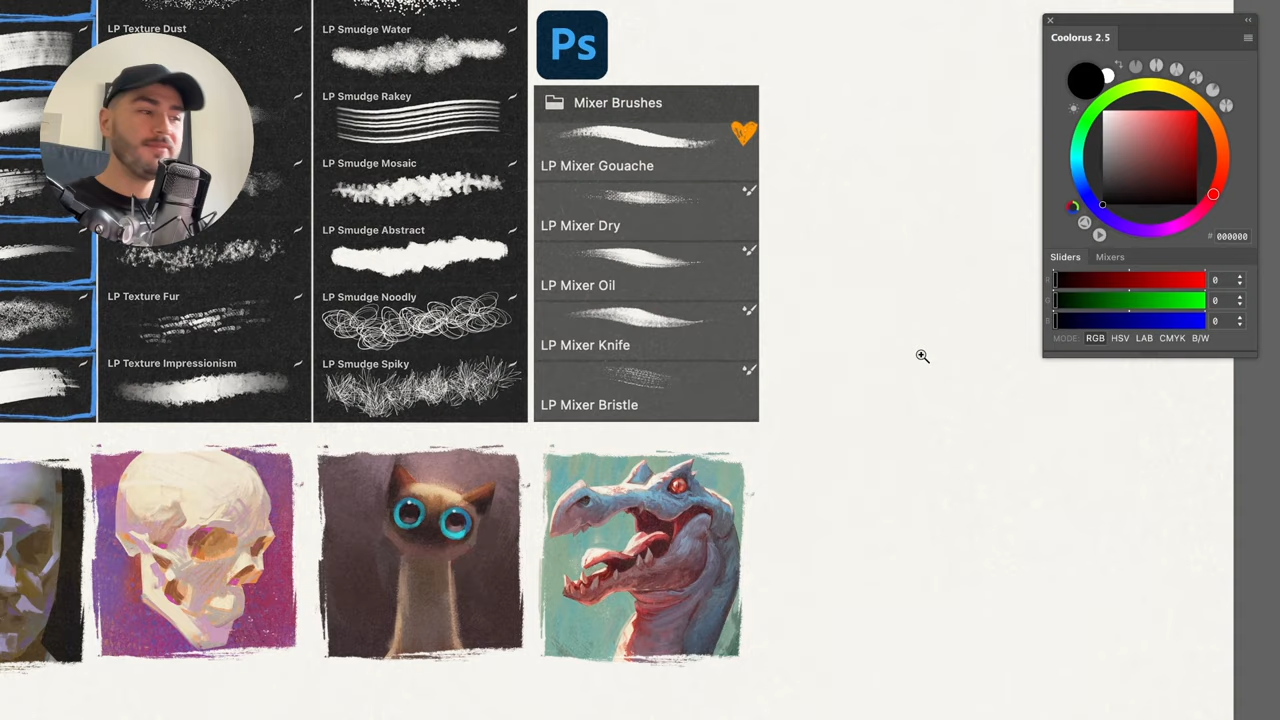 LP Texture Dust
LP Texture Fur
LP Texture Impressionism
LP Smudge Water
LP Smudge Rakey
LP Smudge Mosaic
LP Smudge Abstract
LP Smudge Noodly
LP Smudge Spiky
Ps
Mixer Brushes
LP Mixer Gouache
LP Mixer Dry
LP Mixer Oil
LP Mixer Knife
LP Mixer Bristle
Coolorus 2.5
# 000000
Sliders Mixers
R 0
G 0
B 0
MODE: RGB HSV LAB CMYK B/W